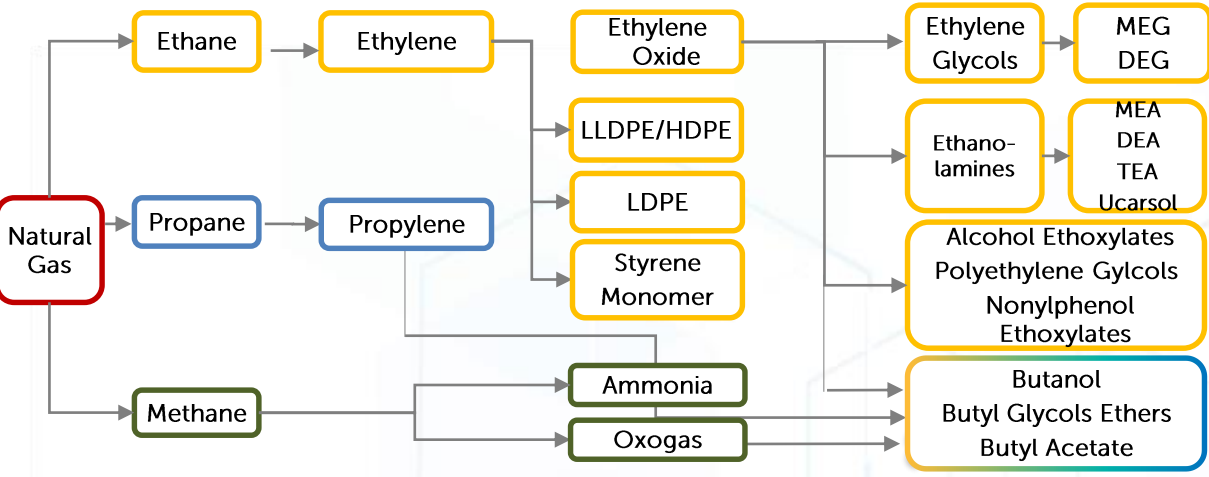 Ethane
Ethylene
Ethylene
Oxide
Ethylene
Glycols
MEG
DEG
LLDPE/HDPE
Ethano-
lamines
MEA
DEA
TEA
Ucarsol
Natural
Gas
Propane
Propylene
LDPE
Styrene
Monomer
Alcohol Ethoxylates
Polyethylene Gylcols
Nonylphenol
Ethoxylates
Methane
Ammonia
Oxogas
Butanol
Butyl Glycols Ethers
Butyl Acetate